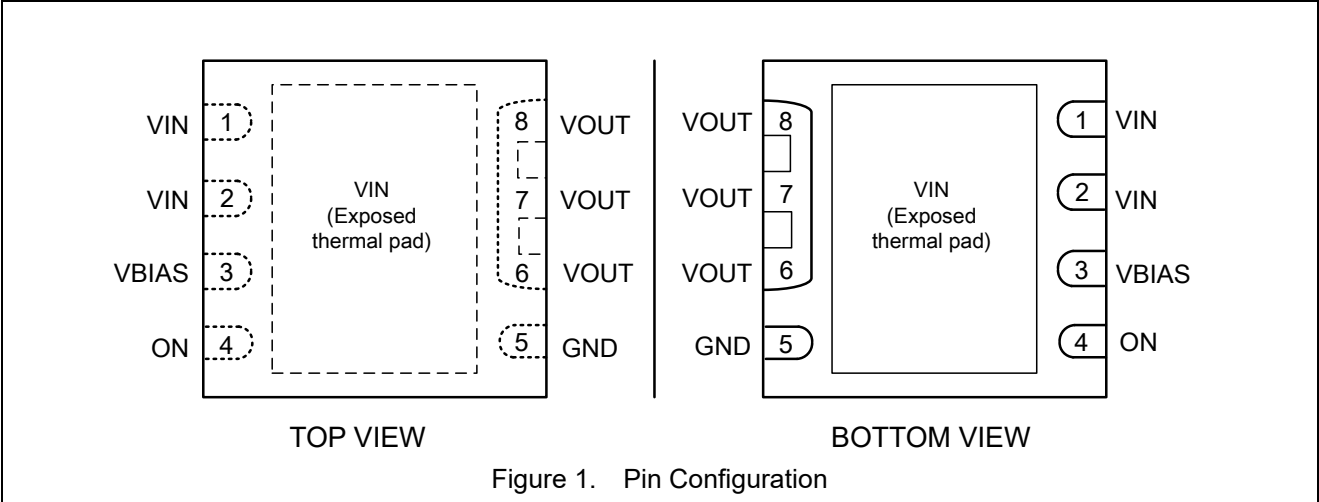 VIN 1 8 VOUT
VIN 2 7 VOUT
VBIAS 3 6 VOUT
ON 4 5 GND
VIN
(Exposed
thermal pad)
TOP VIEW
VOUT 8 1 VIN
VOUT 7 2 VIN
VOUT 6 3 VBIAS
GND 5 4 ON
VIN
(Exposed
thermal pad)
BOTTOM VIEW
Figure 1. Pin Configuration